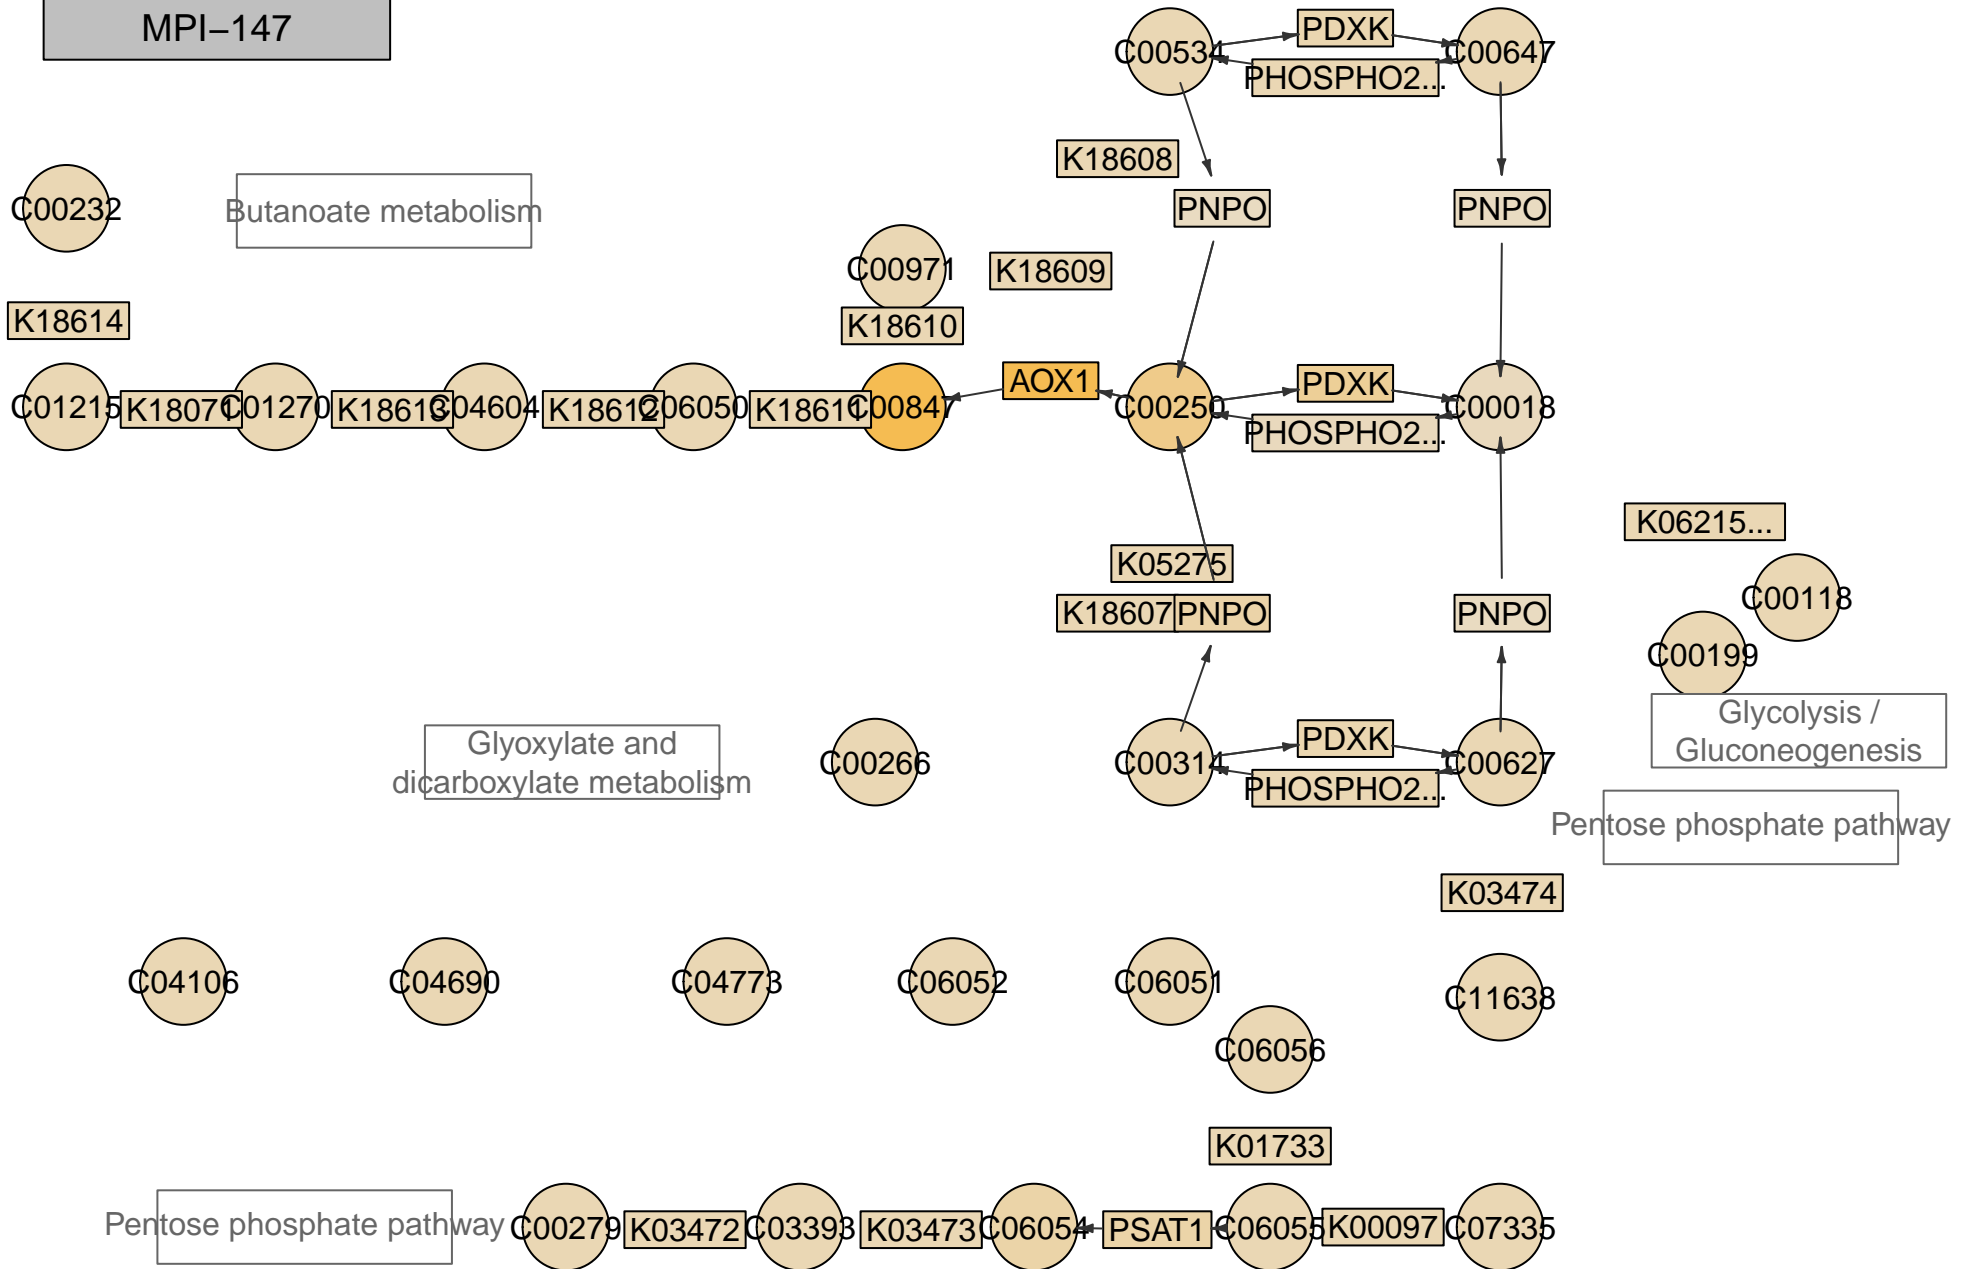 MPI−147
C00534
PDXK
C00647
PHOSPHO2...
K18608
C00232
Butanoate metabolism
PNPO
PNPO
C00971
K18609
K18614
K18610
C01215
K18071
C01270
K18613
C04604
K18612
C06050
K18611
C00847
AOX1
C00250
PDXK
C00018
PHOSPHO2...
K06215...
K05275
C00118
K18607
PNPO
PNPO
C00199
Glycolysis /
Gluconeogenesis
Glyoxylate and
dicarboxylate metabolism
C00266
C00314
PDXK
C00627
PHOSPHO2...
Pentose phosphate pathway
K03474
C04106
C04690
C04773
C06052
C06051
C11638
C06056
K01733
Pentose phosphate pathway
C00279
K03472
C03393
K03473
C06054
PSAT1
C06055
K00097
C07335